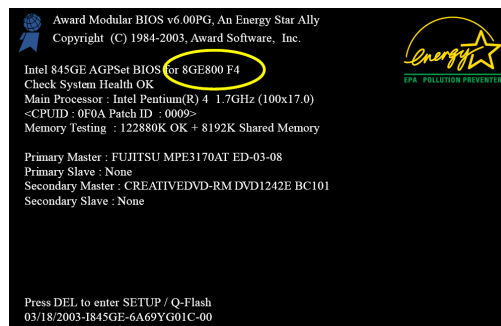 Award Modular BIOS v6.00PG, An Energy Star Ally
Copyright (C) 1984-2003, Award Software, Inc.
energy
EPA POLLUTION PREVENTER
Intel 845GE AGPSet BIOS for 8GE800 F4
Check System Health OK
Main Processor : Intel Pentium(R) 4 1.7GHz (100x17.0)
<CPUID : 0F0A Patch ID : 0009>
Memory Testing : 122880K OK + 8192K Shared Memory
Primary Master : FUJITSU MPE3170AT ED-03-08
Primary Slave : None
Secondary Master : CREATIVEDVD-RM DVD1242E BC101
Secondary Slave : None
Press DEL to enter SETUP / Q-Flash
03/18/2003-I845GE-6A69YG01C-00